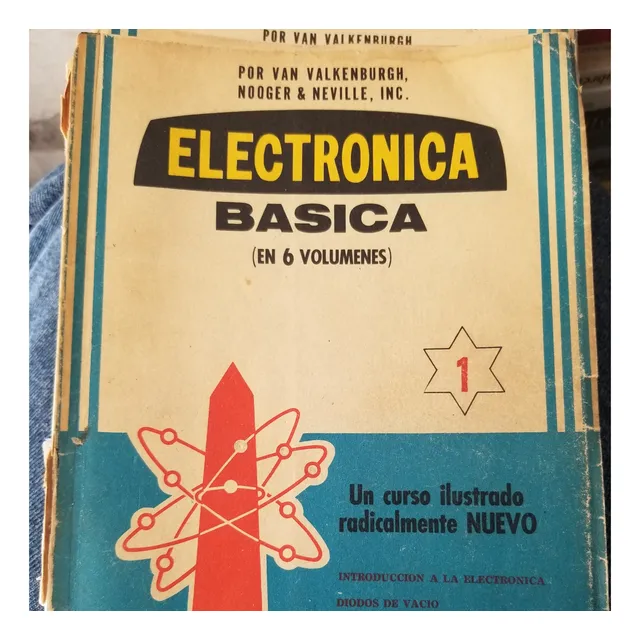 POR VAN VALKENBURGH
POR VAN VALKENBURGH,
NOOGER & NEVILLE, INC.
ELECTRONICA
BASICA
(EN 6 VOLUMENES)
1
Un curso ilustrado
radicalmente NUEVO
INTRODUCCION A LA ELECTRONICA
DIODOS DE VACIO